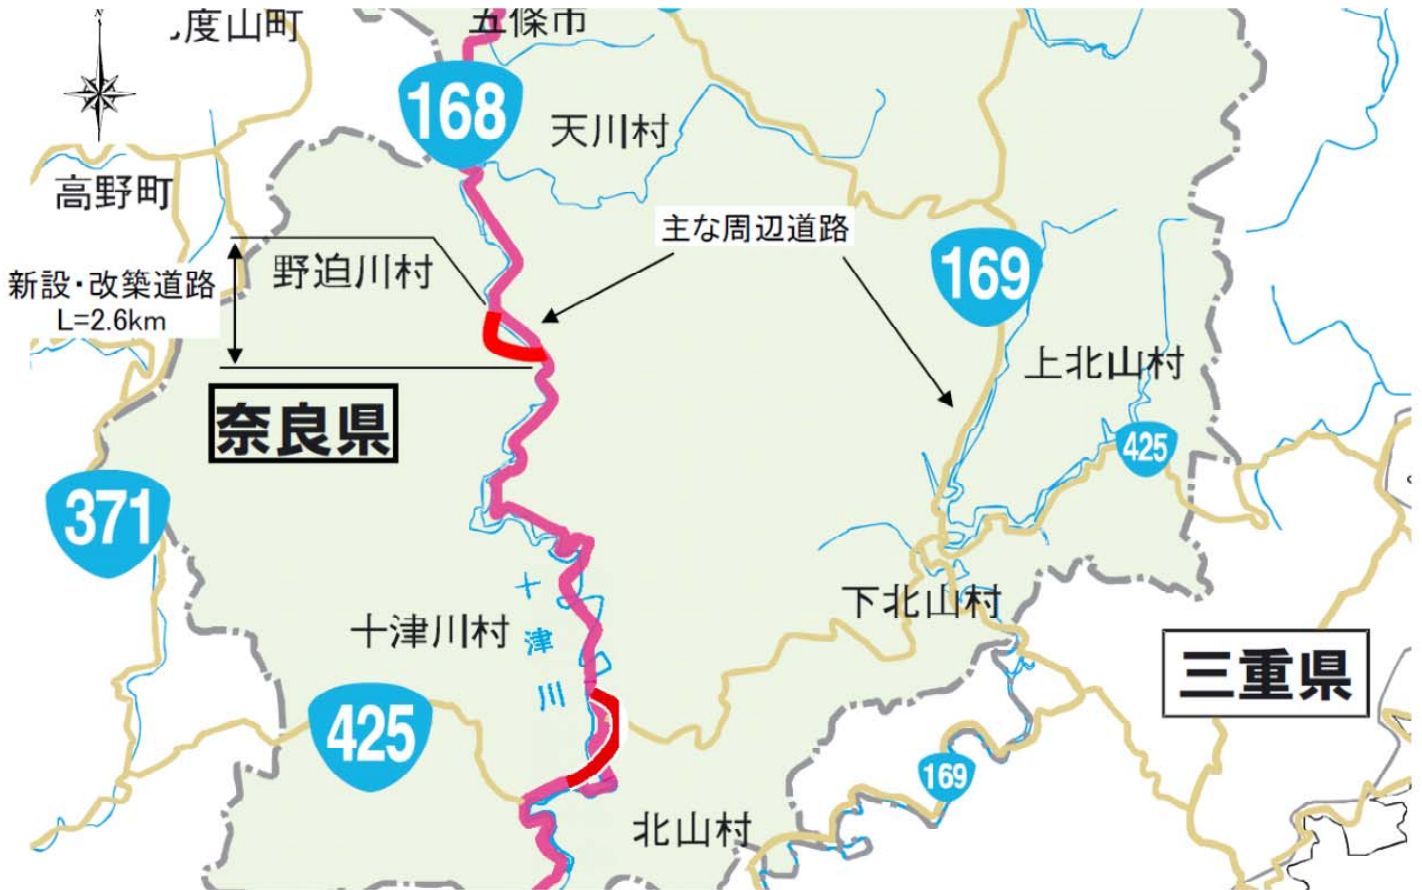 N
度山町
五條市
168
天川村
高野町
主な周辺道路
169
野迫川村
新設・改築道路
L=2.6km
上北山村
奈良県
425
371
十津川
下北山村
十津川村
三重県
425
169
北山村